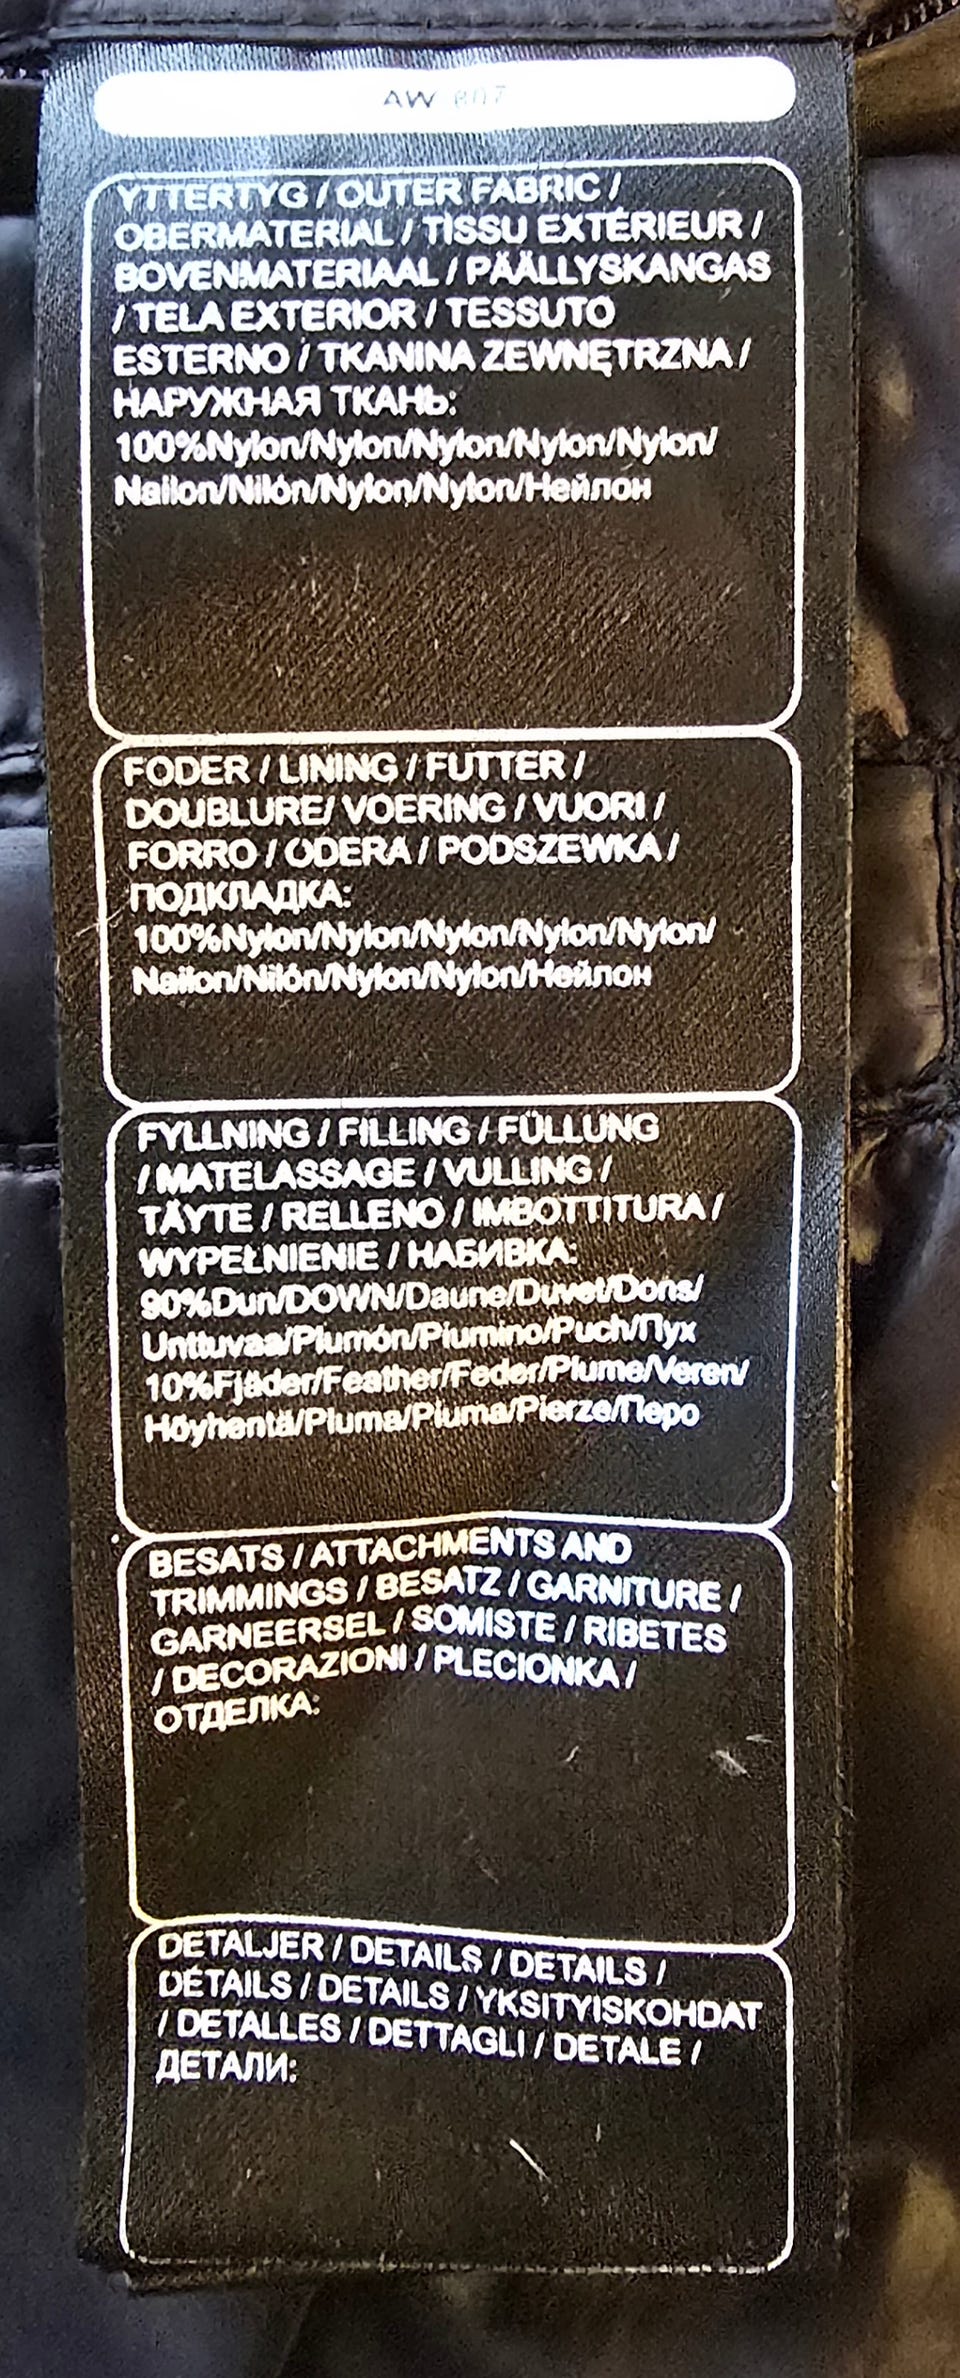 AW 807
YTTERTYG / OUTER FABRIC /
OBERMATERIAL / TISSU EXTÉRIEUR /
BOVENMATERIAAL / PÄÄLLYSKANGAS
/ TELA EXTERIOR / TESSUTO
ESTERNO / TKANINA ZEWNĘTRZNA /
НАРУЖНАЯ ТКАНЬ:
100%Nylon/Nylon/Nylon/Nylon/Nylon/
Nailon/Nilón/Nylon/Nylon/Нейлон
FODER / LINING / FUTTER /
DOUBLURE/ VOERING / VUORI /
FORRO / ODERA / PODSZEWKA /
ПОДКЛАДКА:
100%Nylon/Nylon/Nylon/Nylon/Nylon/
Nailon/Nilón/Nylon/Nylon/Нейлон
FYLLNING / FILLING / FÜLLUNG
/ MATELASSAGE / VULLING /
TÄYTE / RELLENO / IMBOTTITURA /
WYPEŁNIENIE / НАБИВКА:
90%Dun/DOWN/Daune/Duvet/Dons/
Unttuvaa/Plumón/Piumino/Puch/Пух
10%Fjäder/Feather/Feder/Plume/Veren/
Höyhentä/Pluma/Piuma/Pierze/Перо
BESATS / ATTACHMENTS AND
TRIMMINGS / BESATZ / GARNITURE /
GARNEERSEL / SOMISTE / RIBETES
/ DECORAZIONI / PLECIONKA /
ОТДЕЛКА:
DETALJER / DETAILS / DETAILS /
DÉTAILS / DETAILS / YKSITYISKOHDAT
/ DETALLES / DETTAGLI / DETALE /
ДЕТАЛИ: